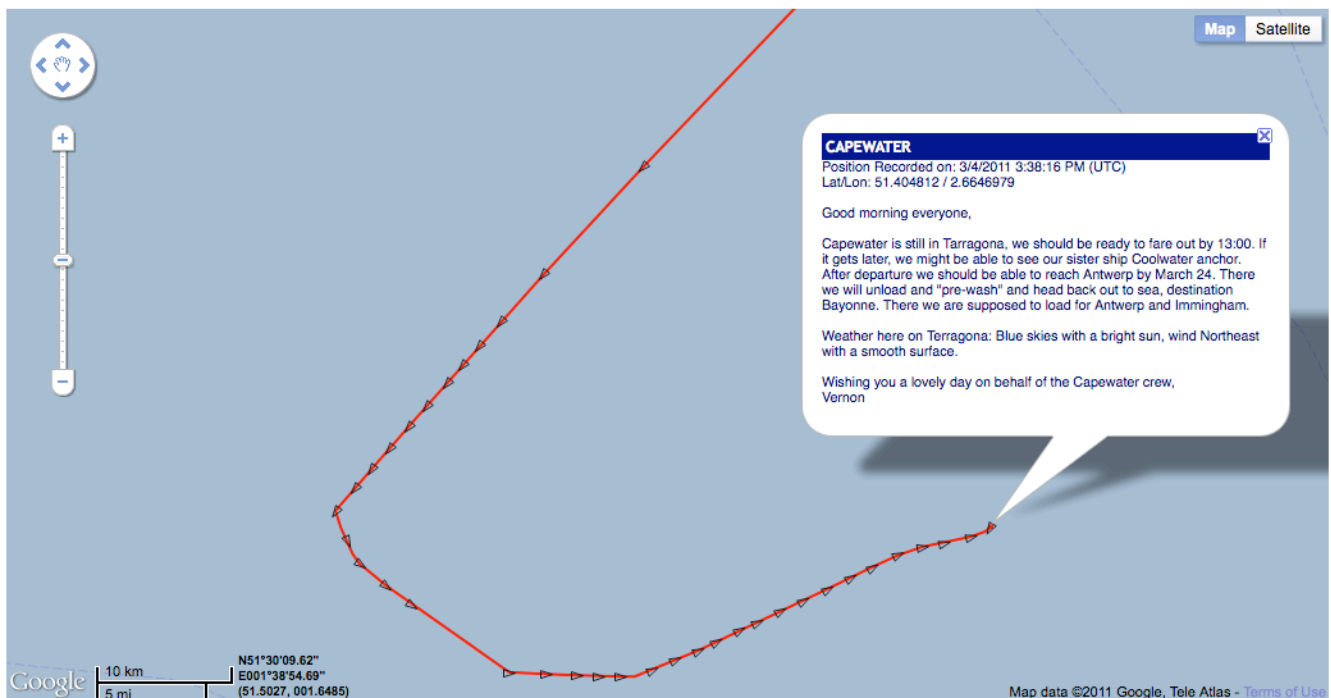 Map Satellite
CAPEWATER
Position Recorded on: 3/4/2011 3:38:16 PM (UTC)
Lat/Lon: 51.404812 / 2.6646979
Good morning everyone,
Capewater is still in Tarragona, we should be ready to fare out by 13:00. If
it gets later, we might be able to see our sister ship Coolwater anchor.
After departure we should be able to reach Antwerp by March 24. There
we will unload and "pre-wash" and head back out to sea, destination
Bayonne. There we are supposed to load for Antwerp and Immingham.
Weather here on Terragona: Blue skies with a bright sun, wind Northeast
with a smooth surface.
Wishing you a lovely day on behalf of the Capewater crew,
Vernon
Google
10 km
5 mi
N51°30'09.62"
E001°38'54.69"
(51.5027, 001.6485)
Map data ©2011 Google, Tele Atlas - Terms of Use